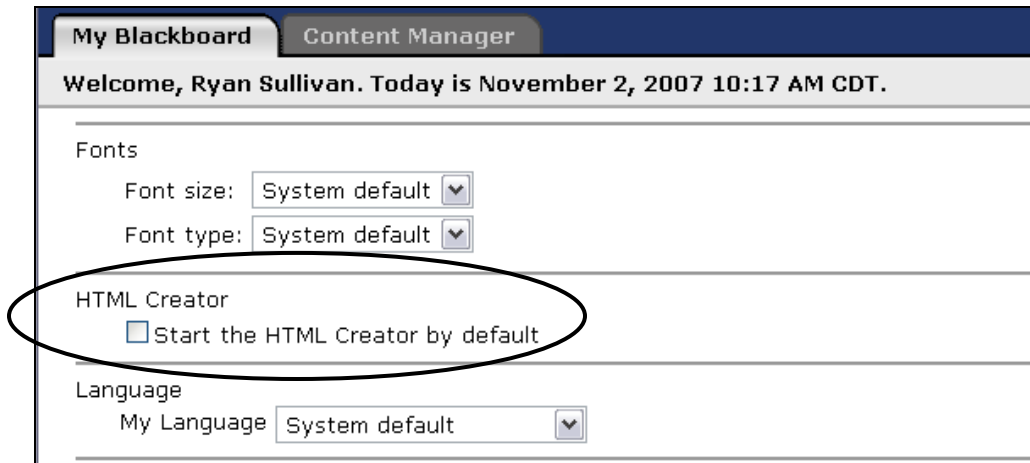 My Blackboard Content Manager
Welcome, Ryan Sullivan. Today is November 2, 2007 10:17 AM CDT.
Fonts
Font size: System default
Font type: System default
HTML Creator
Start the HTML Creator by default
Language
My Language System default